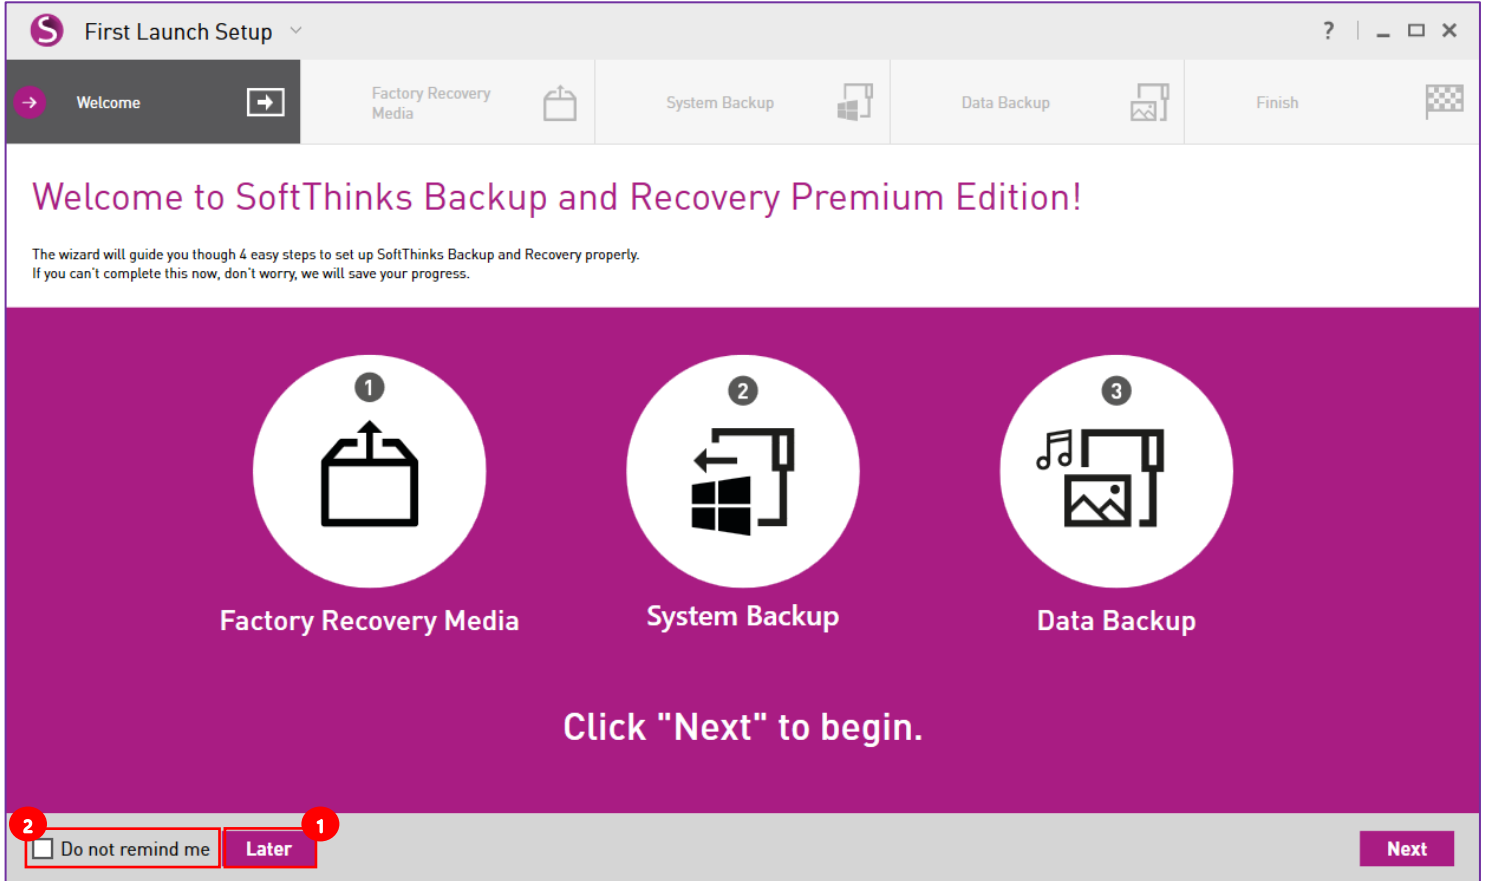 S First Launch Setup ?
Welcome
Factory Recovery
Media
System Backup
Data Backup
Finish
Welcome to SoftThinks Backup and Recovery Premium Edition!
The wizard will guide you though 4 easy steps to set up SoftThinks Backup and Recovery properly.
If you can't complete this now, don't worry, we will save your progress.
1
2
3
Factory Recovery Media
System Backup
Data Backup
Click "Next" to begin.
2
1
Do not remind me
Later
Next